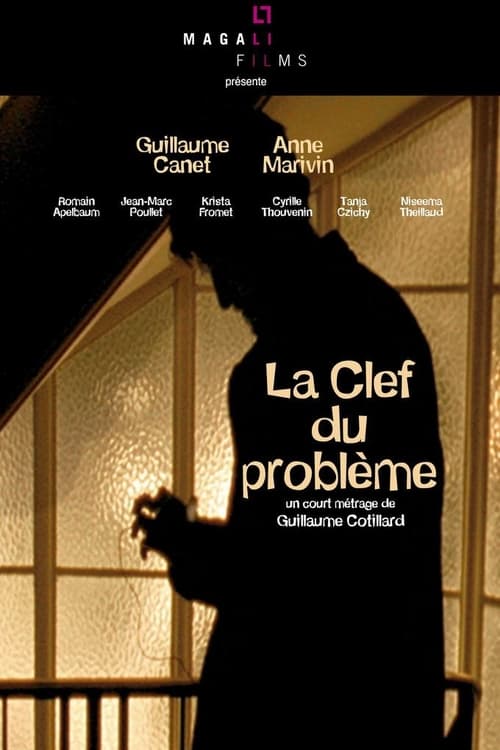 MAGALI
FILMS
présente
Guillaume Canet
Anne Marivin
Romain Apelbaum
Jean-Marc Poullet
Krista Fromet
Cyrille Thouvenin
Tanja Czichy
Niseema Theillaud
La Clef
du
problème
un court métrage de
Guillaume Cotillard